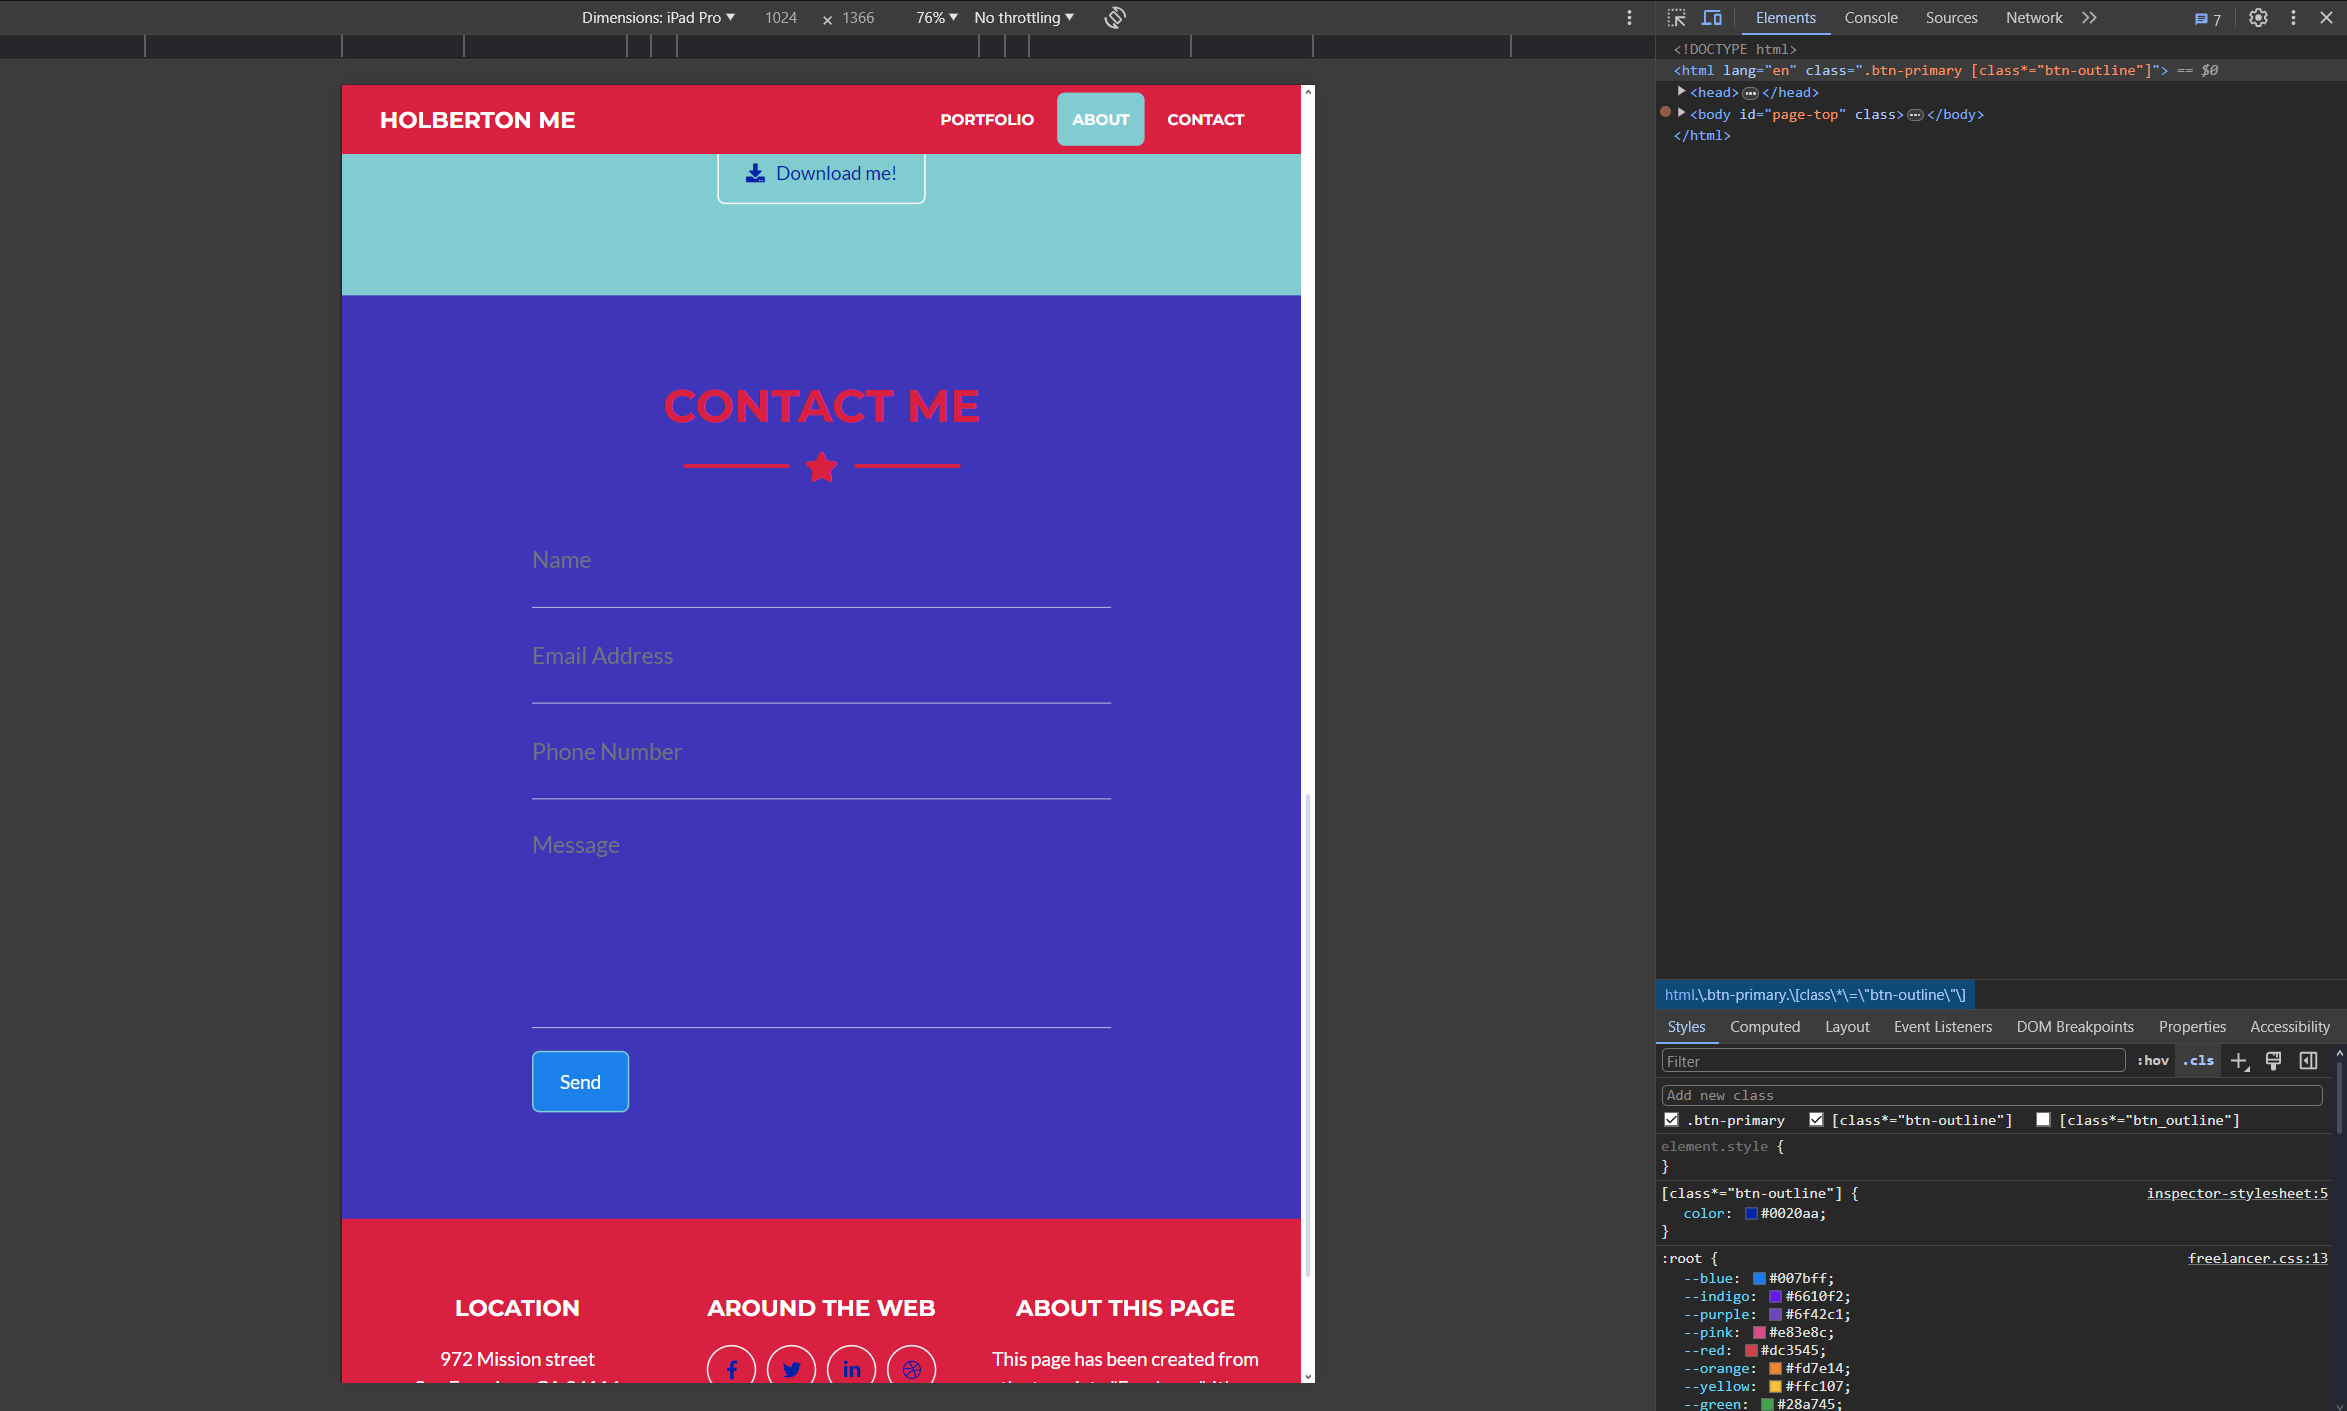 Dimensions: iPad Pro 1024 × 1366 76% No throttling
Elements Console Sources Network 7
HOLBERTON ME PORTFOLIO ABOUT CONTACT
Download me!
CONTACT ME
Name
Email Address
Phone Number
Message
Send
LOCATION
972 Mission street
AROUND THE WEB
ABOUT THIS PAGE
This page has been created from
<!DOCTYPE html>
<html lang="en" class=".btn-primary [class*="btn-outline"]"> == $0
<head>…</head>
<body id="page-top" class>…</body>
</html>
html.\.btn-primary.\[class\*\=\"btn-outline\"\]
Styles Computed Layout Event Listeners DOM Breakpoints Properties Accessibility
Filter :hov .cls
Add new class
.btn-primary [class*="btn-outline"] [class*="btn_outline"]
element.style {
}
[class*="btn-outline"] { inspector-stylesheet:5
color: #0020aa;
}
:root { freelancer.css:13
--blue: #007bff;
--indigo: #6610f2;
--purple: #6f42c1;
--pink: #e83e8c;
--red: #dc3545;
--orange: #fd7e14;
--yellow: #ffc107;
--green: #28a745;